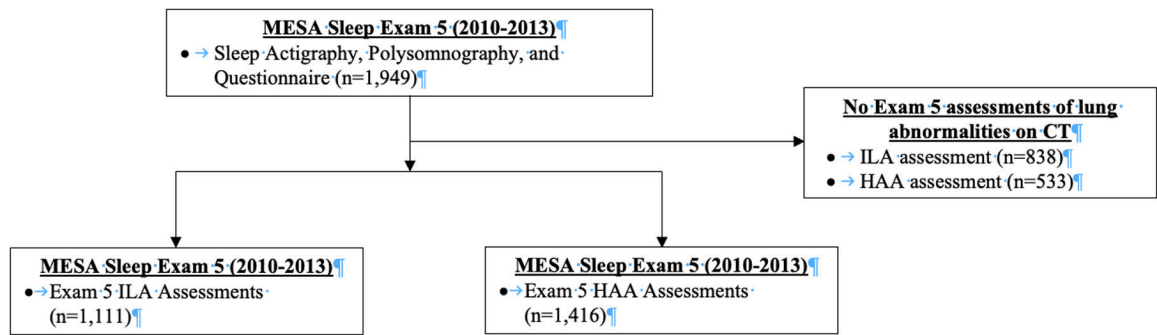 MESA Sleep Exam 5 (2010-2013)¶
● → Sleep Actigraphy, Polysomnography, and
Questionnaire (n=1,949)¶
No Exam 5 assessments of lung
abnormalities on CT¶
● → ILA assessment (n=838)¶
● → HAA assessment (n=533)¶
MESA Sleep Exam 5 (2010-2013)¶
● → Exam 5 ILA Assessments
(n=1,111)¶
MESA Sleep Exam 5 (2010-2013)¶
● → Exam 5 HAA Assessments
(n=1,416)¶